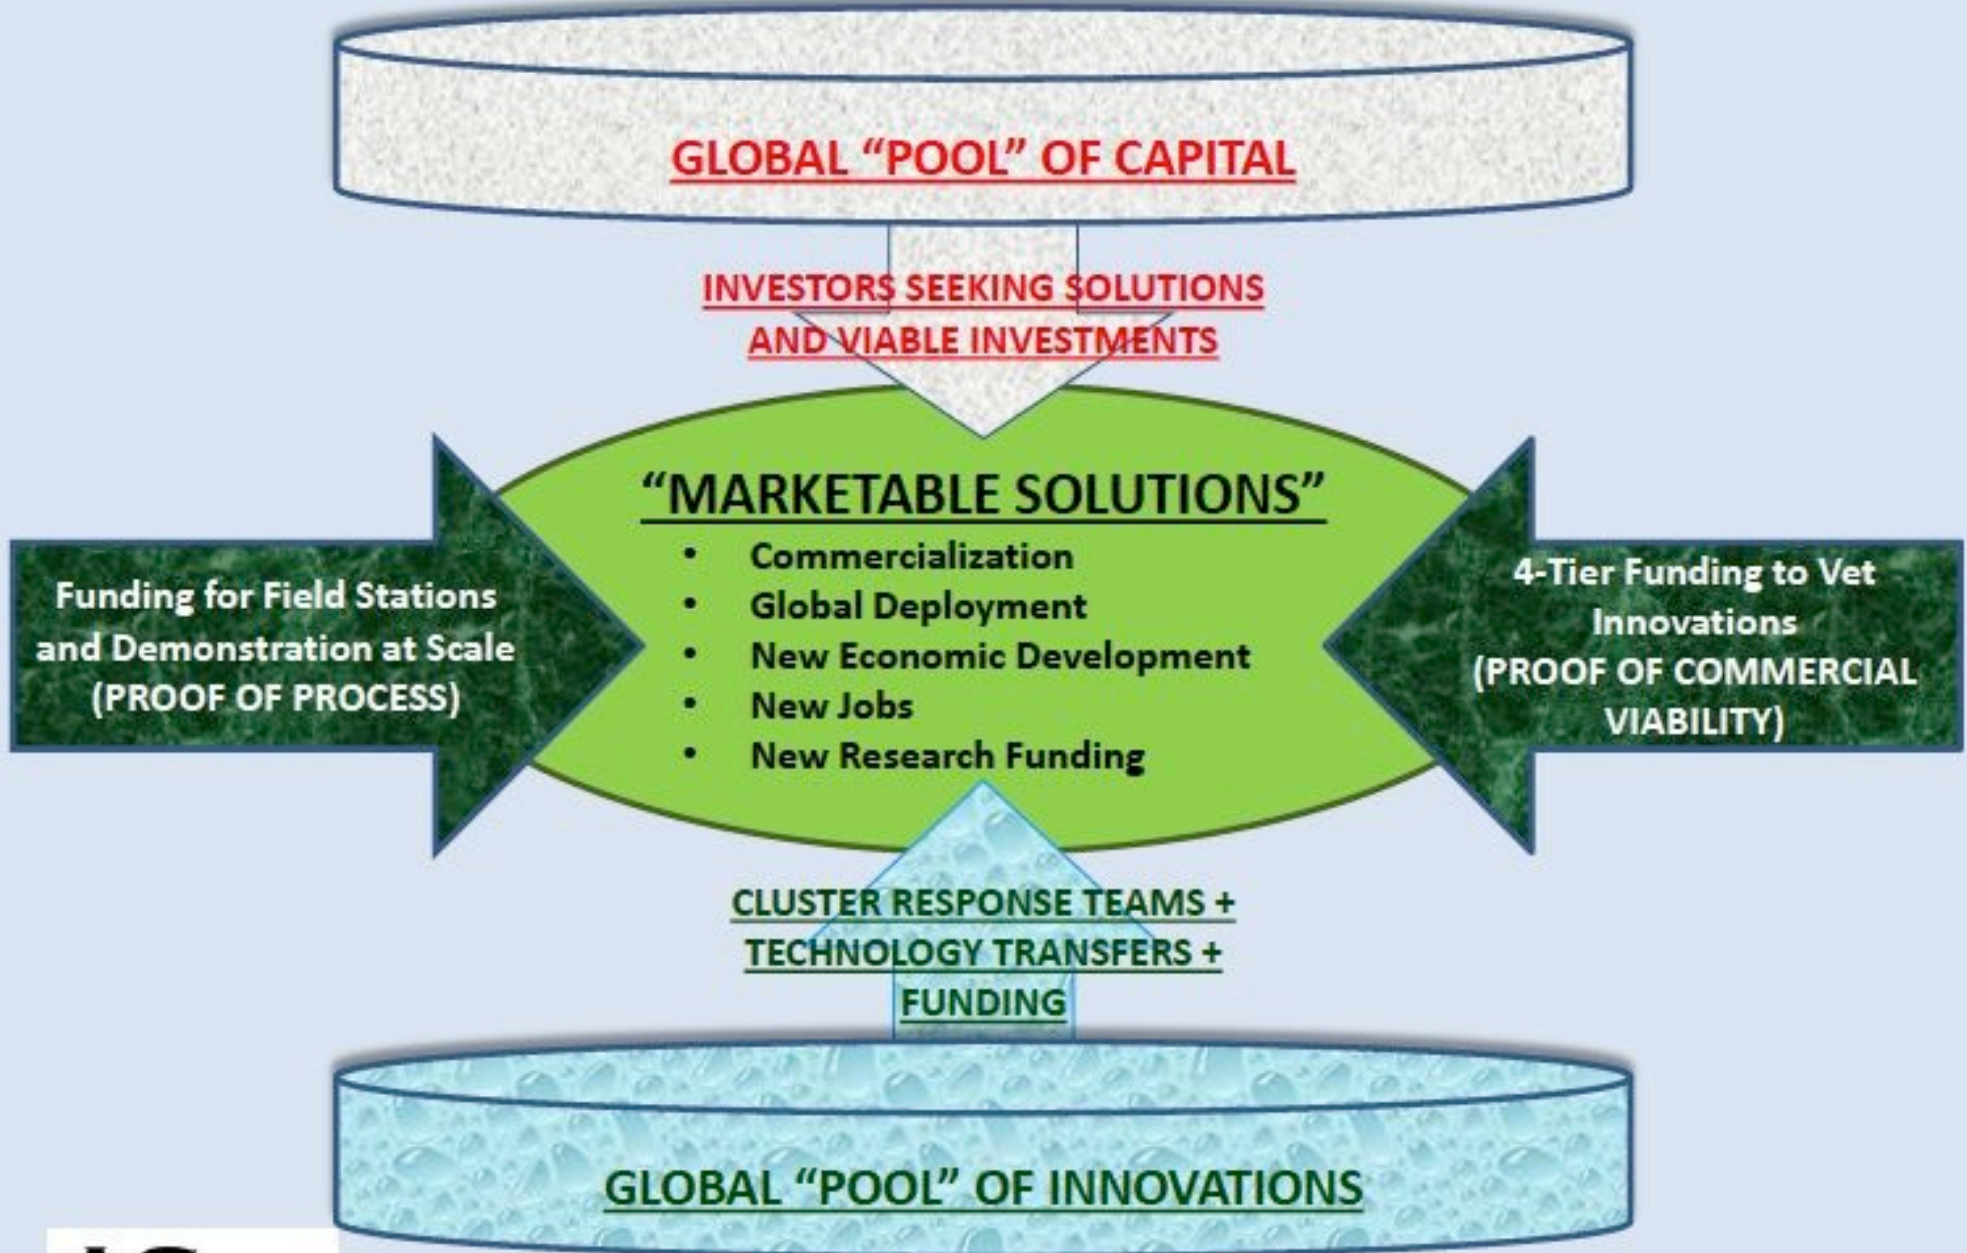 GLOBAL “POOL” OF CAPITAL
INVESTORS SEEKING SOLUTIONS
AND VIABLE INVESTMENTS
“MARKETABLE SOLUTIONS”
• Commercialization
• Global Deployment
• New Economic Development
• New Jobs
• New Research Funding
Funding for Field Stations
and Demonstration at Scale
(PROOF OF PROCESS)
4-Tier Funding to Vet
Innovations
(PROOF OF COMMERCIAL
VIABILITY)
CLUSTER RESPONSE TEAMS +
TECHNOLOGY TRANSFERS +
FUNDING
GLOBAL “POOL” OF INNOVATIONS